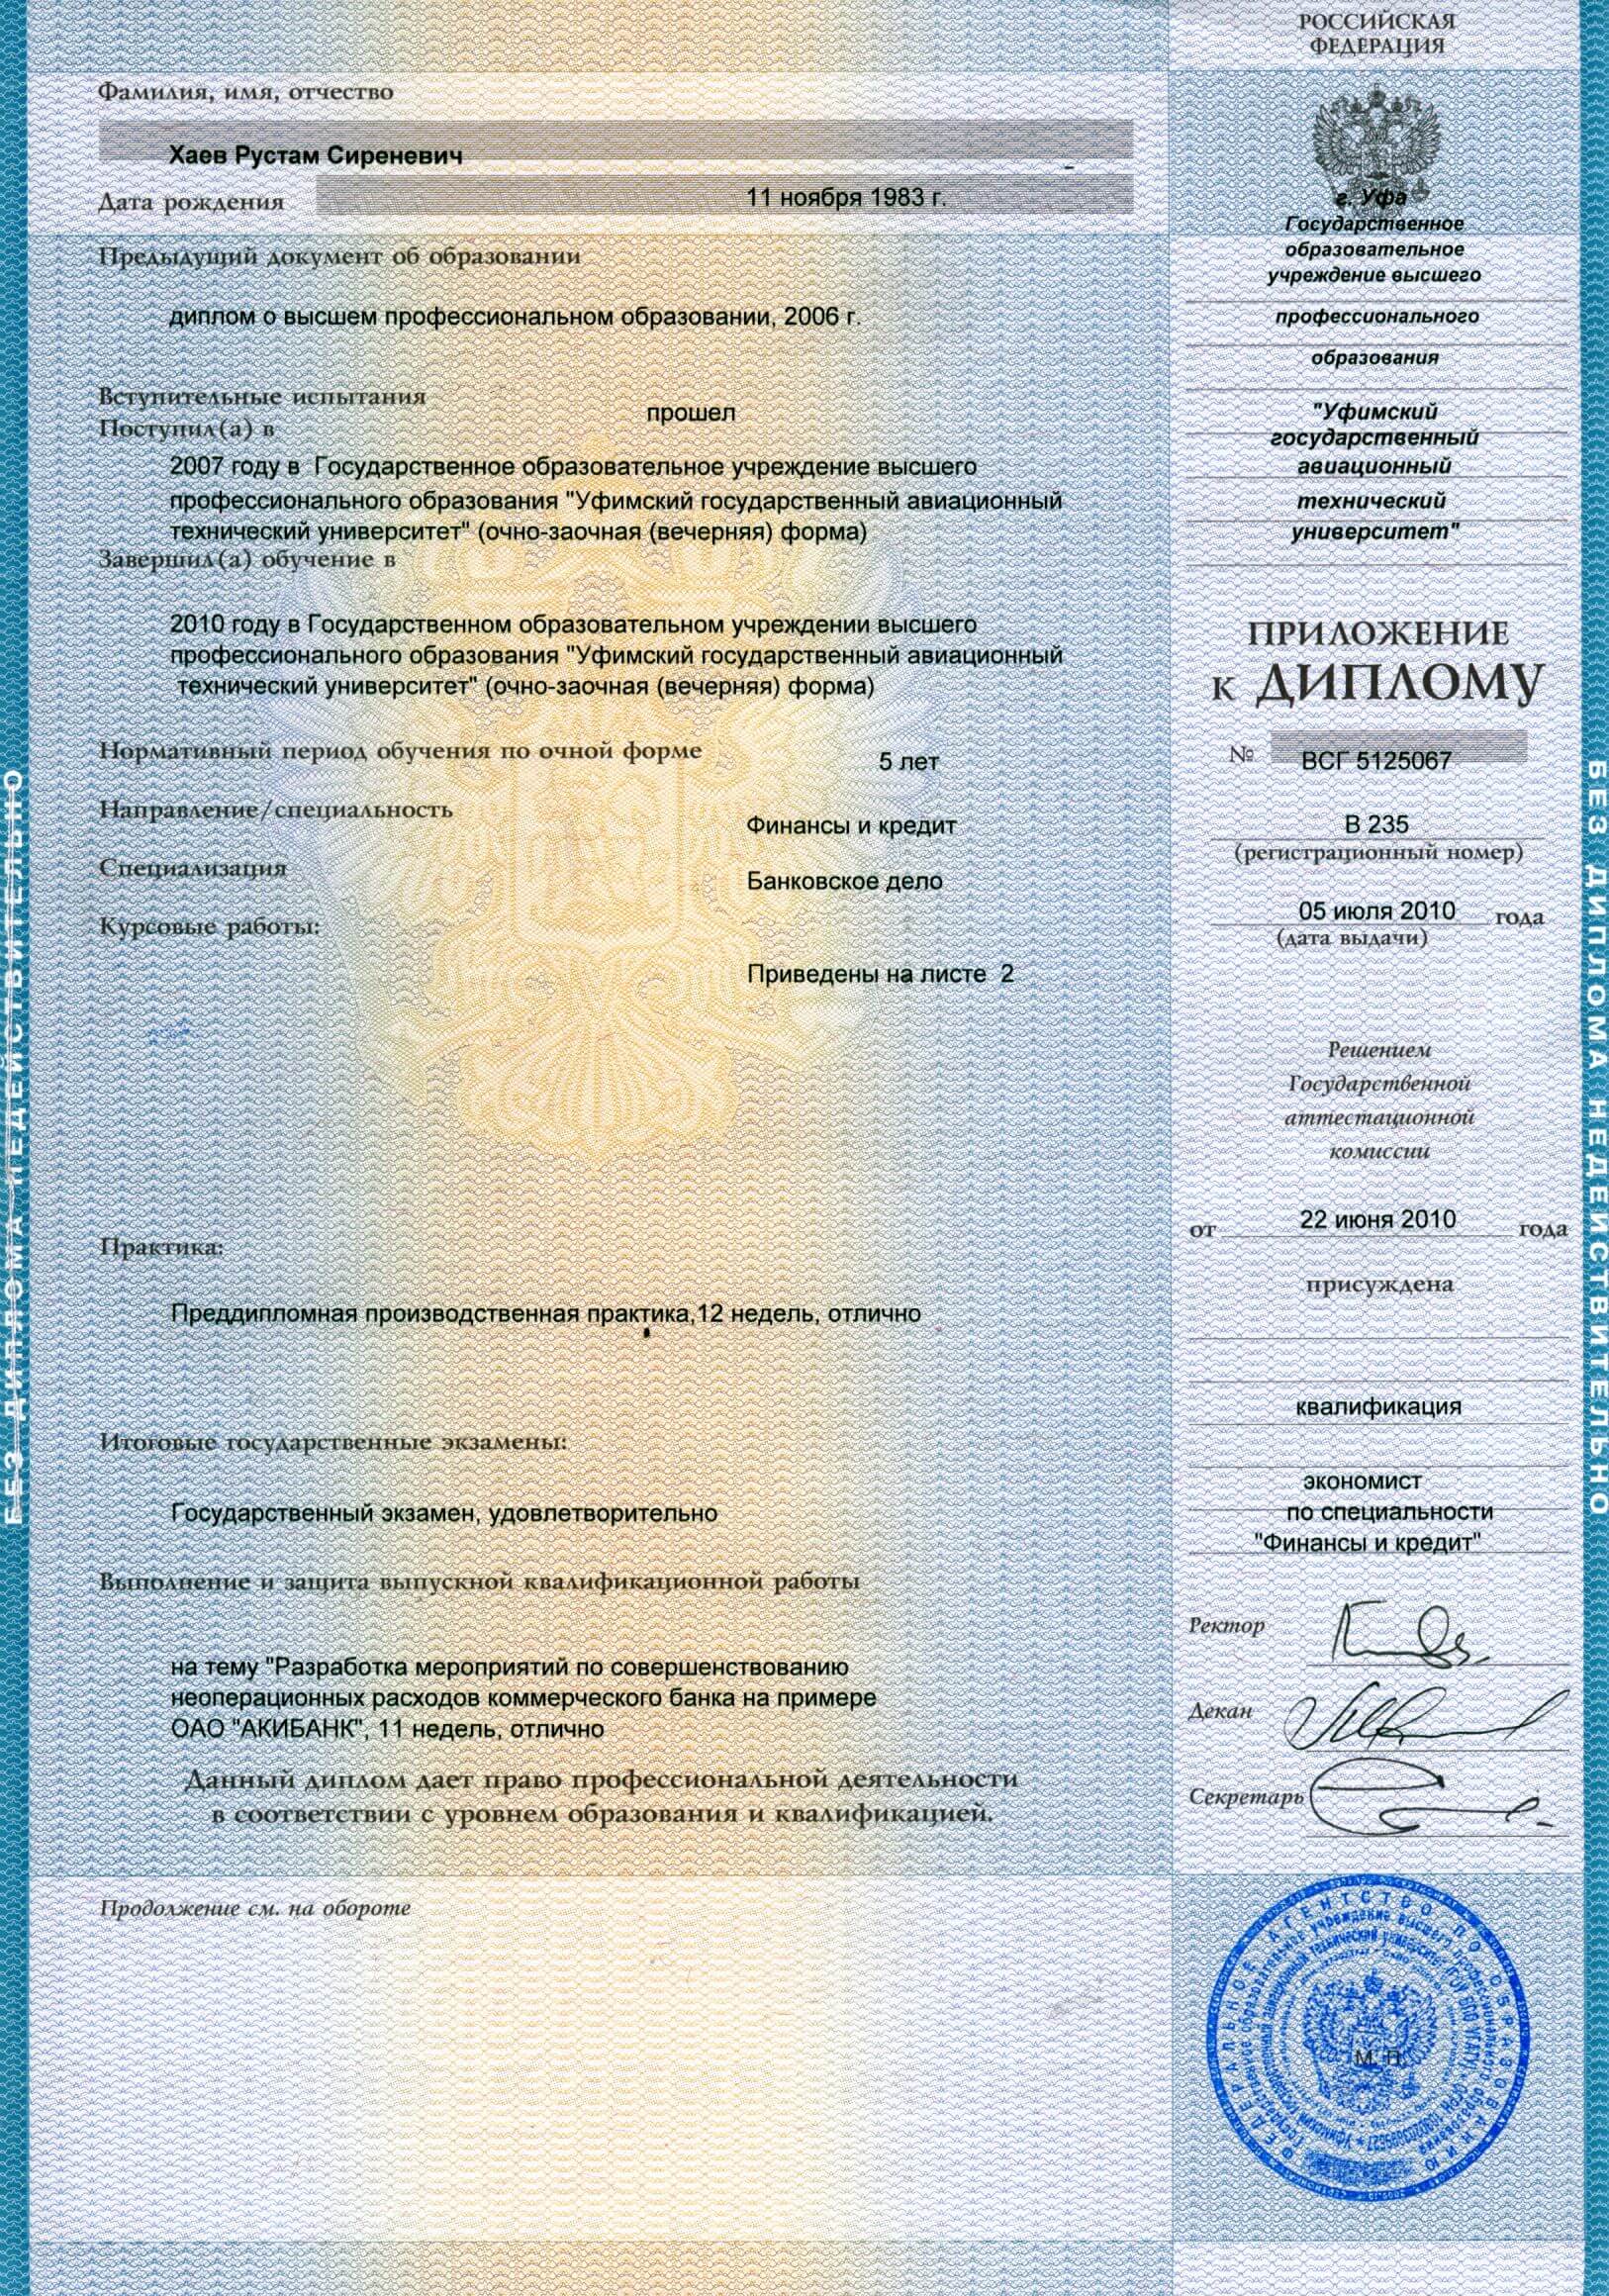 Фамилия, имя, отчество
Хаев Рустам Сиреневич
Дата рождения 11 ноября 1983 г.
Предыдущий документ об образовании
диплом о высшем профессиональном образовании, 2006 г.
Вступительные испытания
прошел
Поступил(а) в
2007 году в Государственное образовательное учреждение высшего
профессионального образования "Уфимский государственный авиационный
технический университет" (очно-заочная (вечерняя) форма)
Завершил(а) обучение в
2010 году в Государственном образовательном учреждении высшего
профессионального образования "Уфимский государственный авиационный
технический университет" (очно-заочная (вечерняя) форма)
Нормативный период обучения по очной форме 5 лет
Направление/специальность
Финансы и кредит
Специализация
Банковское дело
Курсовые работы:
Приведены на листе 2
Практика:
Преддипломная производственная практика,12 недель, отлично
Итоговые государственные экзамены:
Государственный экзамен, удовлетворительно
Выполнение и защита выпускной квалификационной работы
на тему "Разработка мероприятий по совершенствованию
неоперационных расходов коммерческого банка на примере
ОАО "АКИБАНК", 11 недель, отлично
Данный диплом дает право профессиональной деятельности
в соответствии с уровнем образования и квалификацией.
Продолжение см. на обороте
РОССИЙСКАЯ
ФЕДЕРАЦИЯ
г. Уфа
Государственное
образовательное
учреждение высшего
профессионального
образования
"Уфимский
государственный
авиационный
технический
университет"
ПРИЛОЖЕНИЕ
к ДИПЛОМУ
№ ВСГ 5125067
В 235
(регистрационный номер)
05 июля 2010 года
(дата выдачи)
Решением
Государственной
аттестационной
комиссии
от 22 июня 2010 года
присуждена
квалификация
экономист
по специальности
"Финансы и кредит"
Ректор
Декан
Секретарь
М. П.
БЕЗ ДИПЛОМА НЕДЕЙСТВИТЕЛЬНО
БЕЗ ДИПЛОМА НЕДЕЙСТВИТЕЛЬНО